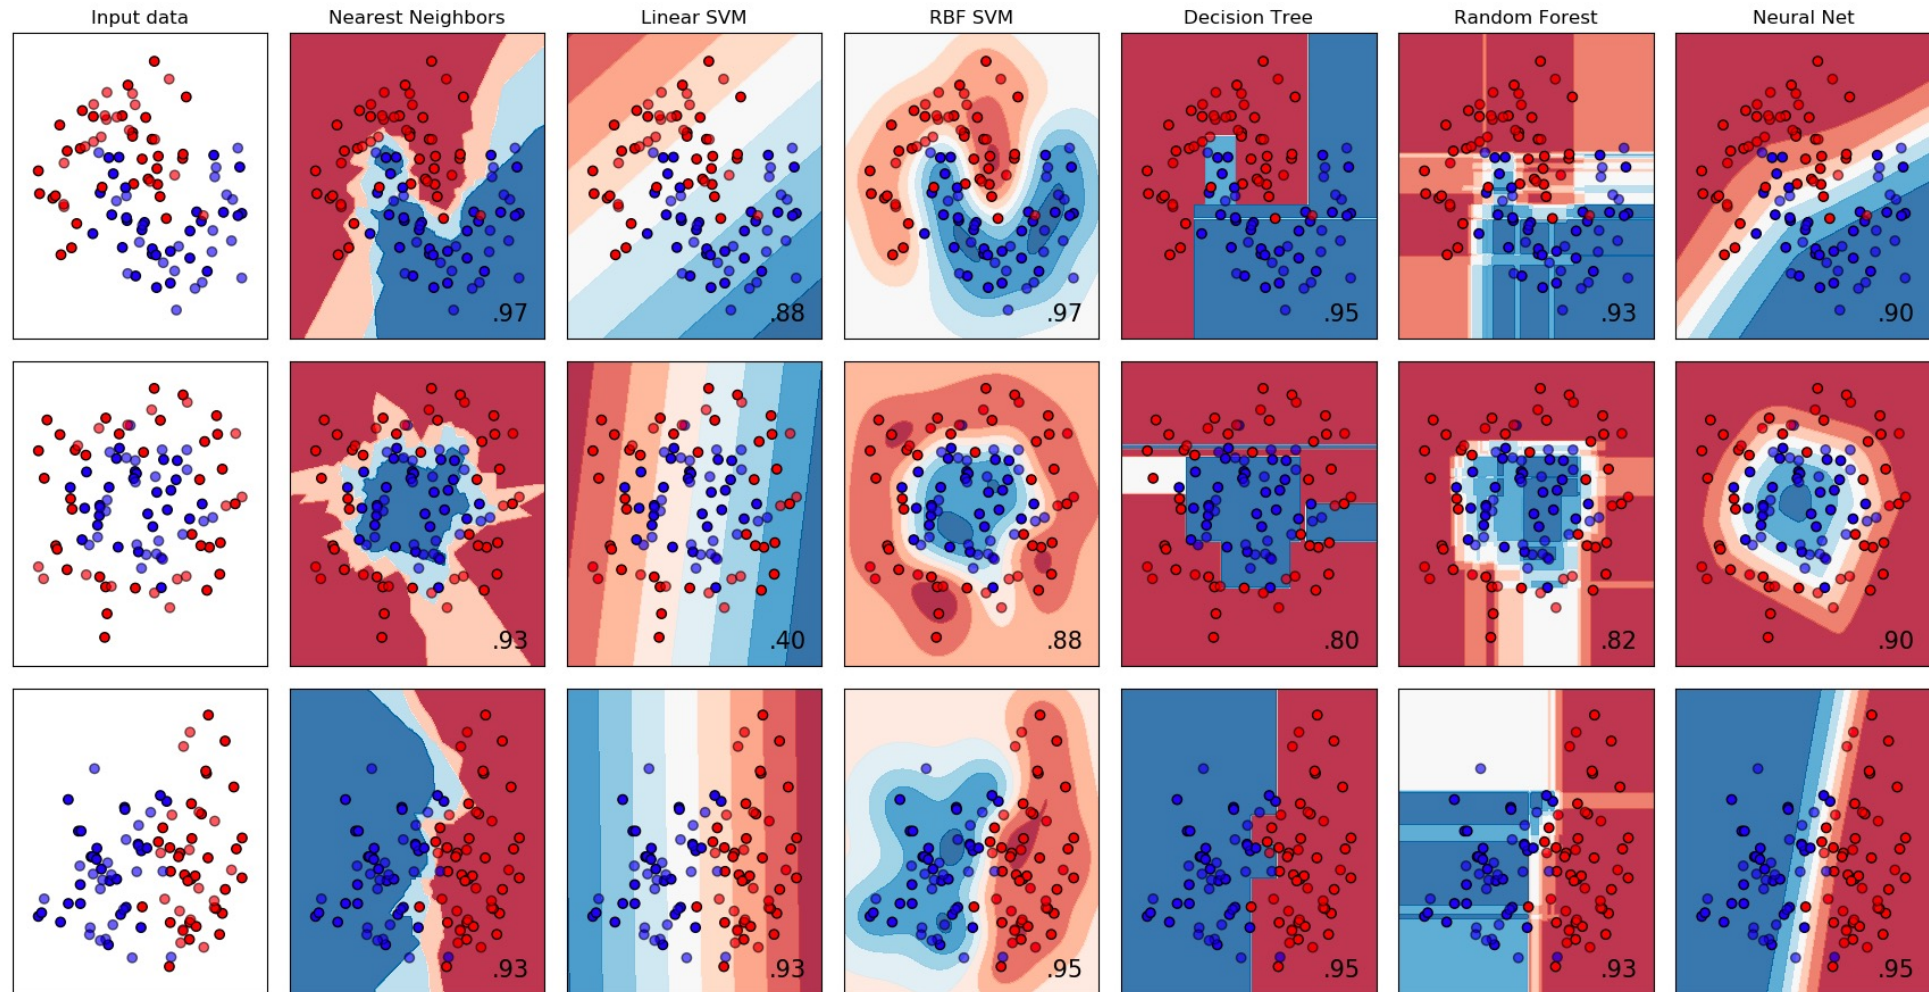 Input data
Nearest Neighbors
Linear SVM
RBF SVM
Decision Tree
Random Forest
Neural Net
.97
.88
.97
.95
.93
.90
.93
.40
.88
.80
.82
.90
.93
.93
.95
.95
.93
.95